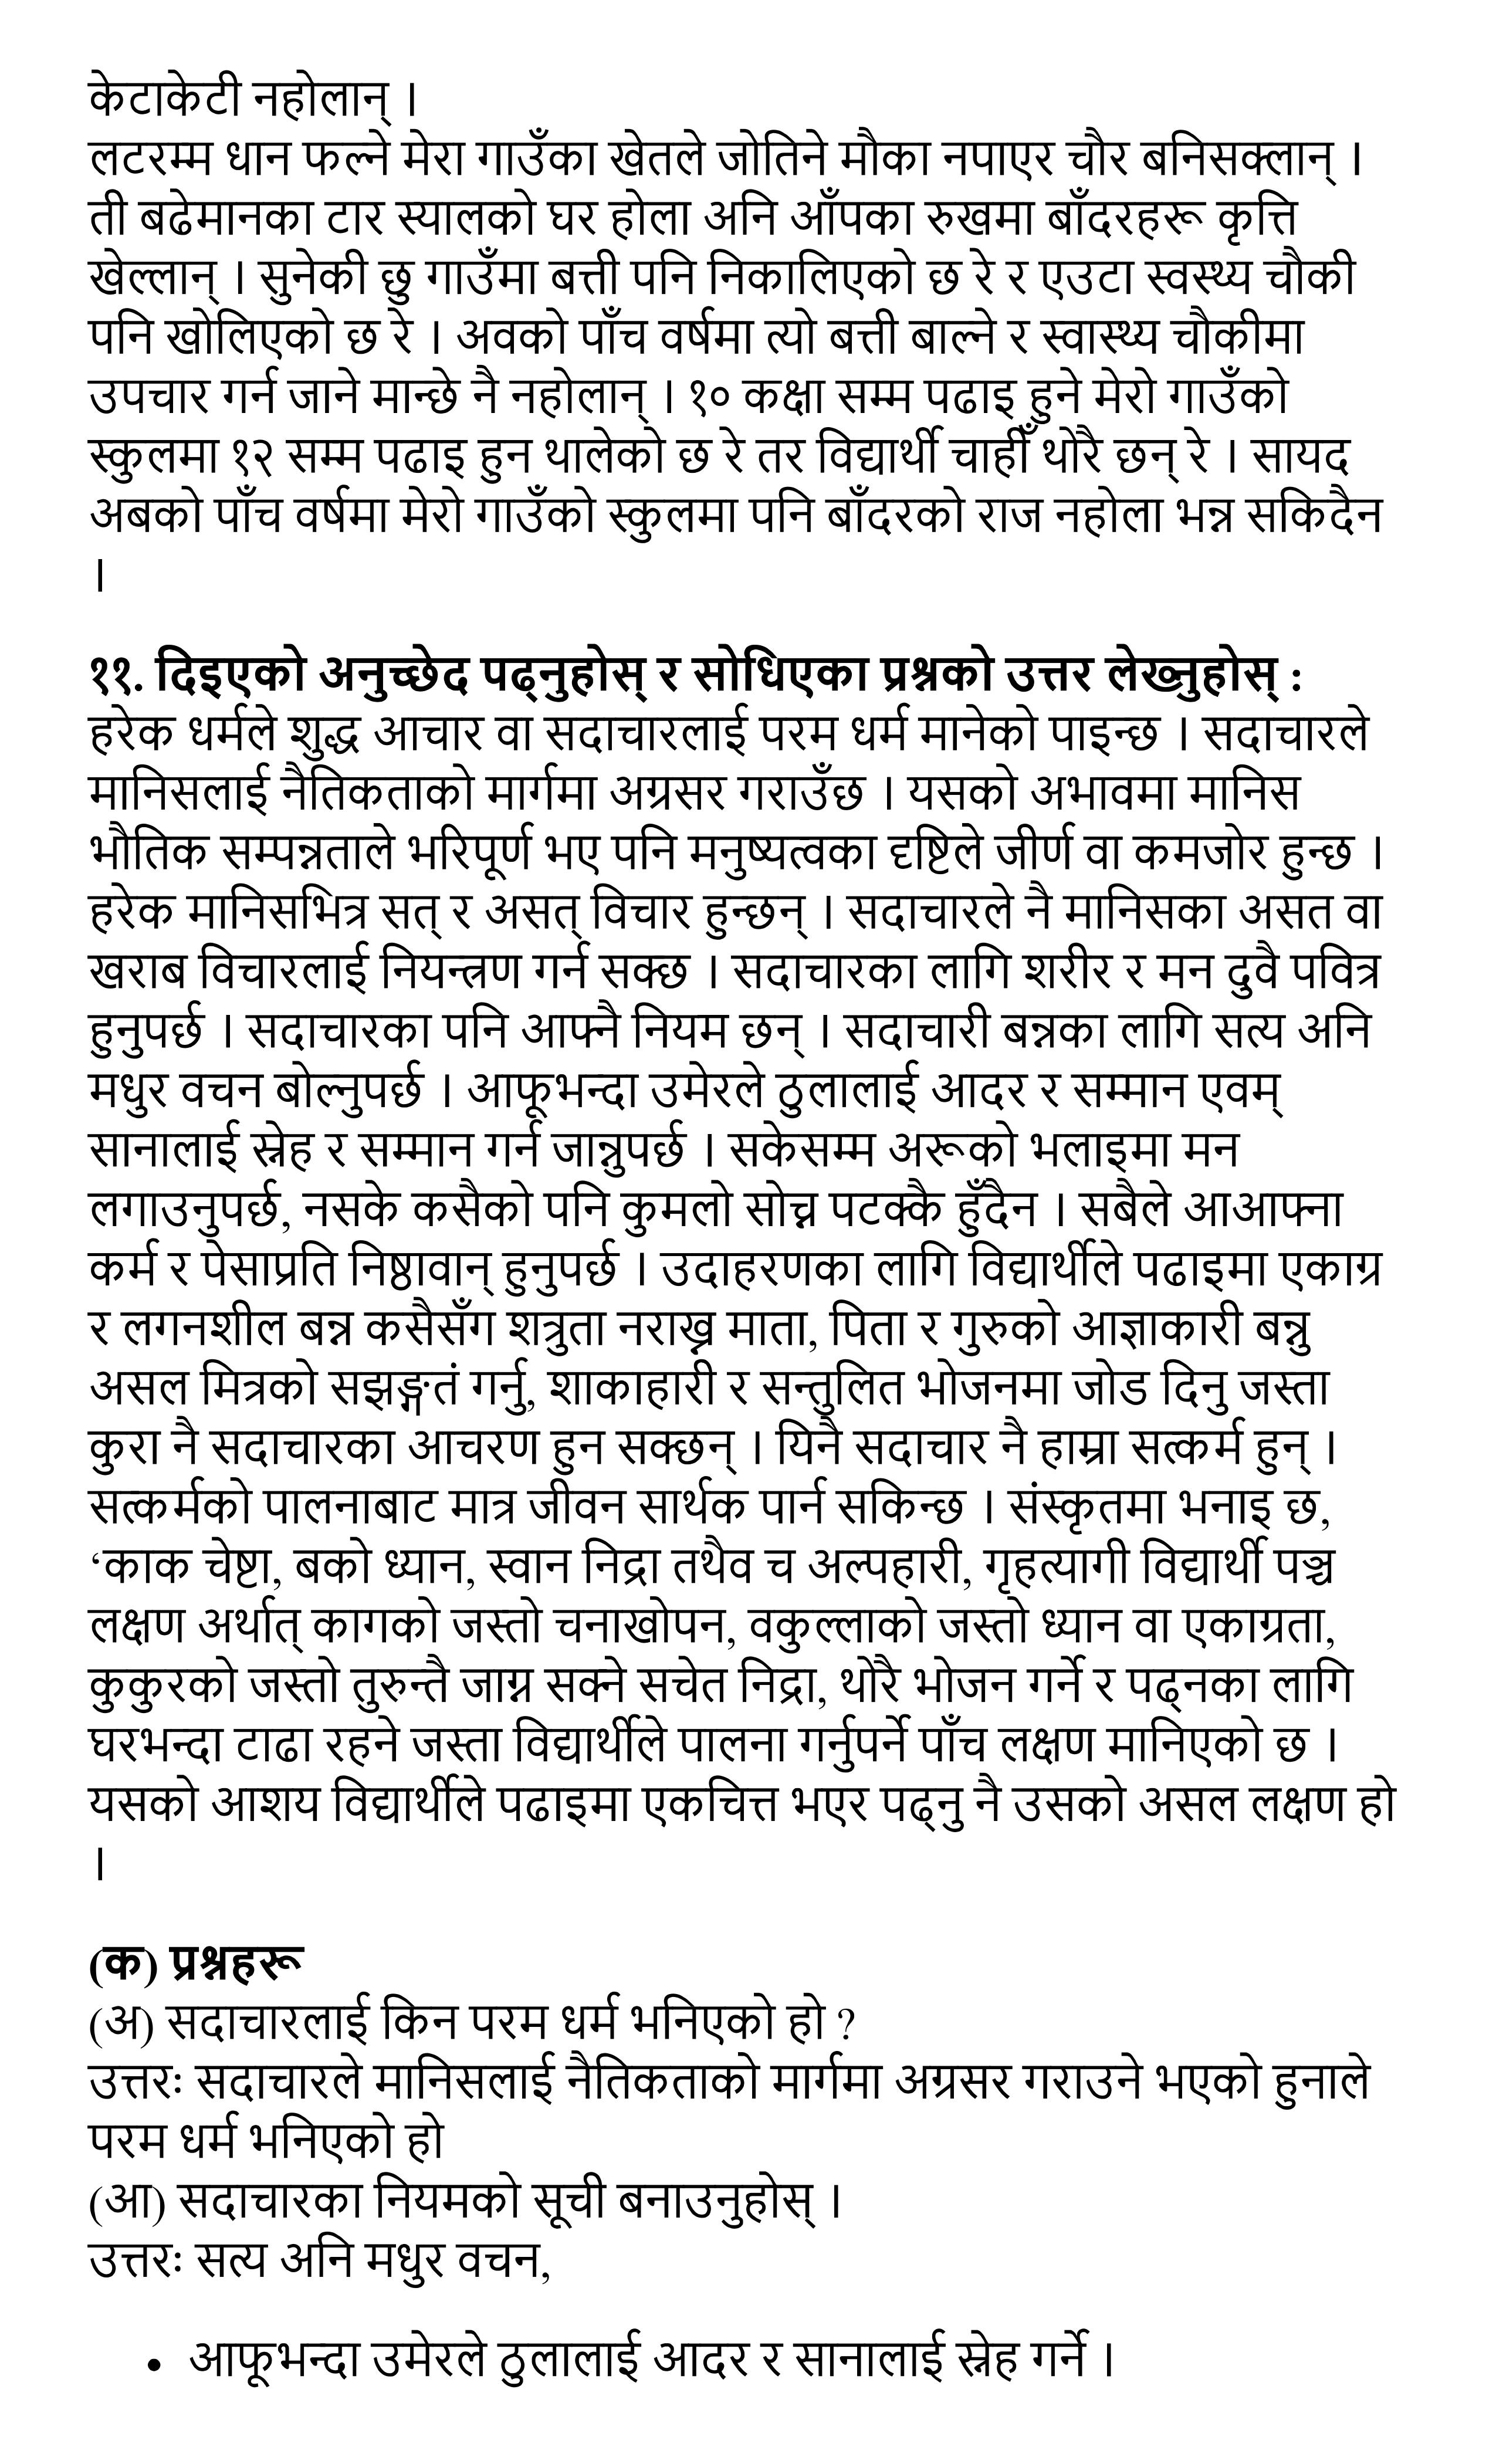 केटाकेटी नहोलान् ।
लटरम्म धान फल्ने मेरा गाउँका खेतले जोतिने मौका नपाएर चौर बनिसक्लान् ।
ती बढेमानका टार स्यालको घर होला अनि आँपका रुखमा बाँदरहरू कृत्ति
खेल्लान् । सुनेकी छु गाउँमा बत्ती पनि निकालिएको छ रे र एउटा स्वस्थ्य चौकी
पनि खोलिएको छ रे । अवको पाँच वर्षमा त्यो बत्ती बाल्ने र स्वास्थ्य चौकीमा
उपचार गर्न जाने मान्छे नै नहोलान् । १० कक्षा सम्म पढाइ हुने मेरो गाउँको
स्कुलमा १२ सम्म पढाइ हुन थालेको छ रे तर विद्यार्थी चाहीँ थोरै छन् रे । सायद
अबको पाँच वर्षमा मेरो गाउँको स्कुलमा पनि बाँदरको राज नहोला भन्न सकिदैन
।
११. दिइएको अनुच्छेद पढ्नुहोस् र सोधिएका प्रश्नको उत्तर लेख्नुहोस् :
हरेक धर्मले शुद्ध आचार वा सदाचारलाई परम धर्म मानेको पाइन्छ । सदाचारले
मानिसलाई नैतिकताको मार्गमा अग्रसर गराउँछ । यसको अभावमा मानिस
भौतिक सम्पन्नताले भरिपूर्ण भए पनि मनुष्यत्वका दृष्टिले जीर्ण वा कमजोर हुन्छ ।
हरेक मानिसभित्र सत् र असत् विचार हुन्छन् । सदाचारले नै मानिसका असत वा
खराब विचारलाई नियन्त्रण गर्न सक्छ । सदाचारका लागि शरीर र मन दुवै पवित्र
हुनुपर्छ । सदाचारका पनि आफ्नै नियम छन् । सदाचारी बन्नका लागि सत्य अनि
मधुर वचन बोल्नुपर्छ । आफूभन्दा उमेरले ठुलालाई आदर र सम्मान एवम्
सानालाई स्नेह र सम्मान गर्न जान्नुपर्छ । सकेसम्म अरूको भलाइमा मन
लगाउनुपर्छ, नसके कसैको पनि कुमलो सोच्न पटक्कै हुँदैन । सबैले आआफ्ना
कर्म र पेसाप्रति निष्ठावान् हुनुपर्छ । उदाहरणका लागि विद्यार्थीले पढाइमा एकाग्र
र लगनशील बन्न कसैसँग शत्रुता नराख्न माता, पिता र गुरुको आज्ञाकारी बन्नु
असल मित्रको सझङ्गतं गर्नु, शाकाहारी र सन्तुलित भोजनमा जोड दिनु जस्ता
कुरा नै सदाचारका आचरण हुन सक्छन् । यिनै सदाचार नै हाम्रा सत्कर्म हुन् ।
सत्कर्मको पालनाबाट मात्र जीवन सार्थक पार्न सकिन्छ । संस्कृतमा भनाइ छ,
‘काक चेष्टा, बको ध्यान, स्वान निद्रा तथैव च अल्पहारी, गृहत्यागी विद्यार्थी पञ्च
लक्षण अर्थात् कागको जस्तो चनाखोपन, वकुल्लाको जस्तो ध्यान वा एकाग्रता,
कुकुरको जस्तो तुरुन्तै जाग्न सक्ने सचेत निद्रा, थोरै भोजन गर्ने र पढ्नका लागि
घरभन्दा टाढा रहने जस्ता विद्यार्थीले पालना गर्नुपर्ने पाँच लक्षण मानिएको छ ।
यसको आशय विद्यार्थीले पढाइमा एकचित्त भएर पढ्नु नै उसको असल लक्षण हो
।
(क) प्रश्नहरू
(अ) सदाचारलाई किन परम धर्म भनिएको हो ?
उत्तरः सदाचारले मानिसलाई नैतिकताको मार्गमा अग्रसर गराउने भएको हुनाले
परम धर्म भनिएको हो
(आ) सदाचारका नियमको सूची बनाउनुहोस् ।
उत्तरः सत्य अनि मधुर वचन,
• आफूभन्दा उमेरले ठुलालाई आदर र सानालाई स्नेह गर्ने ।